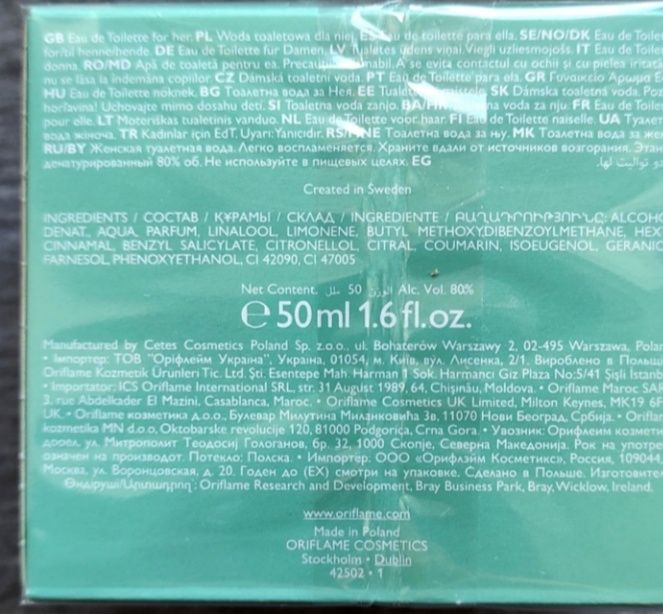 GB Eau de Toilette for her. PL Woda toaletowa dla niej. ES Eau de toilette para ella. SE/NO/DK Eau de Toilet
for/til henne/hende. DE Eau de Toilette für Damen. LV Tualetes ūdens viņai. Viegli uzliesmojošs. IT Eau de Toilet
donna. RO/MD Apă de toaletă pentru ea. Precauţii: Inflamabil. A se evita contactul cu ochii şi cu pielea iritată
nu se lăsa la îndemâna copiilor. CZ Dámská toaletní voda. PT Eau de Toilette para ela. GR Γυναικείο Άρωμα E
HU Eau de Toilette nőknek. BG Тоалетна вода за Нея. EE naistele. SK Dámska toaletná voda. Poz
horľavina! Uchovajte mimo dosahu detí. SI Toaletna voda zanjo. BA/HR voda za nju. FR Eau de Toilet
pour elle. LT Moteriškas tualetinis vanduo. NL Eau de Toilette voor haar. FI Eau de Toilette naiselle. UA Туалет
вода жіноча. TR Kadınlar için EdT. Uyarı: Yanıcıdır. RS/MNE Тоалетна вода за њу. MK Тоалетна вода за
RU/BY Женская туалетная вода. Легко воспламеняется. Храните вдали от источников возгорания. Этан
денатурированный 80% об. Не используйте в пищевых целях. EG و تواليت لها.
Created in Sweden
INGREDIENTS / СОСТАВ / ҚҰРАМЫ / СКЛАД / INGREDIENTE / ԲԱՂԱԴՐՈՒԹՅՈՒՆԸ: ALCOHO
DENAT., AQUA, PARFUM, LINALOOL, LIMONENE, BUTYL METHOXYDIBENZOYLMETHANE, HEX
CINNAMAL, BENZYL SALICYLATE, CITRONELLOL, CITRAL, COUMARIN, ISOEUGENOL, GERANIO
FARNESOL, PHENOXYETHANOL, CI 42090, CI 47005
Net Content. الوزن 50 مل Alc. Vol. 80%
℮ 50 ml 1.6 fl.oz.
Manufactured by Cetes Cosmetics Poland Sp. z.o.o., ul. Bohaterów Warszawy 2, 02-495 Warszawa, Polan
• Імпортер: ТОВ "Оріфлейм Україна", Україна, 01054, м. Київ, вул. Лисенка, 2/1. Вироблено в Польщі
Oriflame Kozmetik Ürünleri Tic. Ltd. Şti. Esentepe Mah. Harman 1 Sok. Harmancı Giz Plaza No:5/41 Şişli İstanb
• Importator: ICS Oriflame International SRL, str. 31 August 1989, 64, Chişinău, Moldova. • Oriflame Maroc SAR
3, rue Abdelkader El Mazini, Casablanca, Maroc. • Oriflame Cosmetics UK Limited, Milton Keynes, MK19 6F
UK. • Oriflame козметика д.о.о., Булевар Милутина Миланковића 3в, 11070 Нови Београд, Србија. • Orifla
kozmetika MN d.o.o, Oktobarske revolucije 120, 81000 Podgorica, Crna Gora. • Увозник: Орифлејм козмети
дооел, ул. Митрополит Теодосиј Гологанов, бр. 32, 1000 Скопје, Северна Македонија. Рок на употре
означен на производот. Потекло: Полска. • Импортер: ООО «Орифлэйм Косметикс», Россия, 109044,
Москва, ул. Воронцовская, д. 20. Годен до (EX) смотри на упаковке. Сделано в Польше. Изготовите
Өндіруші/Արտադրող՝: Oriflame Research and Development, Bray Business Park, Bray, Wicklow, Ireland.
www.oriflame.com
Made in Poland
ORIFLAME COSMETICS
Stockholm • Dublin
42502 • 1